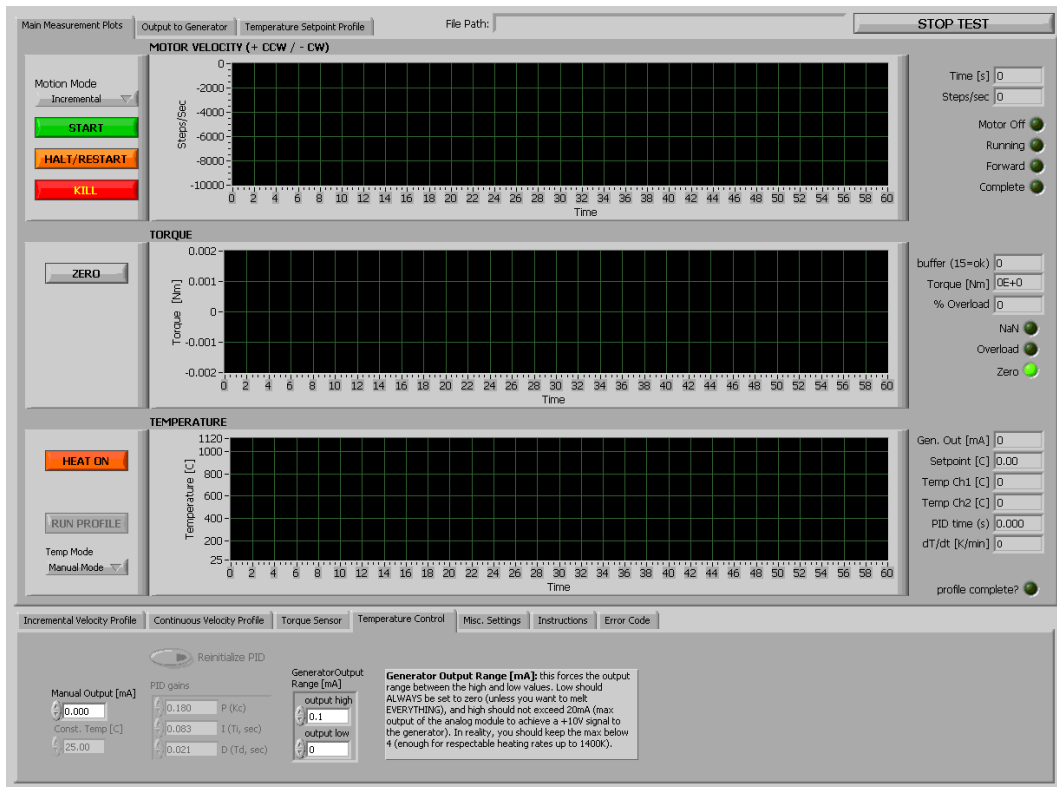 Main Measurement Plots
Output to Generator
Temperature Setpoint Profile
File Path:
STOP TEST
MOTOR VELOCITY (+ CCW / - CW)
Motion Mode
Incremental
START
HALT/RESTART
KILL
Steps/Sec
0
-2000
-4000
-6000
-8000
-10000
0 2 4 6 8 10 12 14 16 18 20 22 24 26 28 30 32 34 36 38 40 42 44 46 48 50 52 54 56 58 60
Time
Time [s] 0
Steps/sec 0
Motor Off
Running
Forward
Complete
TORQUE
ZERO
Torque [Nm]
0.002
0.001
0
-0.001
-0.002
0 2 4 6 8 10 12 14 16 18 20 22 24 26 28 30 32 34 36 38 40 42 44 46 48 50 52 54 56 58 60
Time
buffer (15=ok) 0
Torque [Nm] 0E+0
% Overload 0
NaN
Overload
Zero
TEMPERATURE
HEAT ON
RUN PROFILE
Temp Mode
Manual Mode
Temperature [C]
1120
1000
800
600
400
200
25
0 2 4 6 8 10 12 14 16 18 20 22 24 26 28 30 32 34 36 38 40 42 44 46 48 50 52 54 56 58 60
Time
Gen. Out [mA] 0
Setpoint [C] 0.00
Temp Ch1 [C] 0
Temp Ch2 [C] 0
PID time (s) 0.000
dT/dt [K/min] 0
profile complete?
Incremental Velocity Profile
Continuous Velocity Profile
Torque Sensor
Temperature Control
Misc. Settings
Instructions
Error Code
Manual Output [mA]
0.000
Const. Temp [C]
25.00
Reinitialize PID
PID gains
0.180 P (Kc)
0.083 I (Ti, sec)
0.021 D (Td, sec)
GeneratorOutput
Range [mA]
output high
0.1
output low
0
Generator Output Range [mA]: this forces the output
range between the high and low values. Low should
ALWAYS be set to zero (unless you want to melt
EVERYTHING), and high should not exceed 20mA (max
output of the analog module to achieve a +10V signal to
the generator). In reality, you should keep the max below
4 (enough for respectable heating rates up to 1400K).